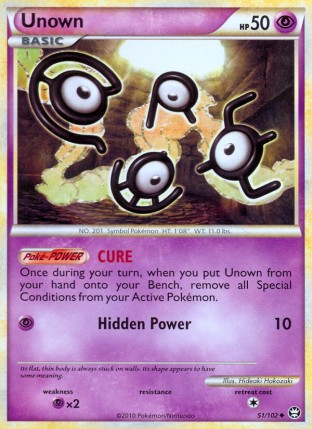 Unown
HP 50
BASIC
NO. 201 Symbol Pokémon. HT. 1'08" WT. 11.0 lbs.
Poké-POWER CURE
Once during your turn, when you put Unown from
your hand onto your Bench, remove all Special
Conditions from your Active Pokémon.
Hidden Power 10
Its flat, thin body is always stuck on walls. Its shape appears to have
some meaning.
Illus. Hideaki Hakozaki
weakness resistance retreat cost
×2
©2010 Pokémon/Nintendo
51/102